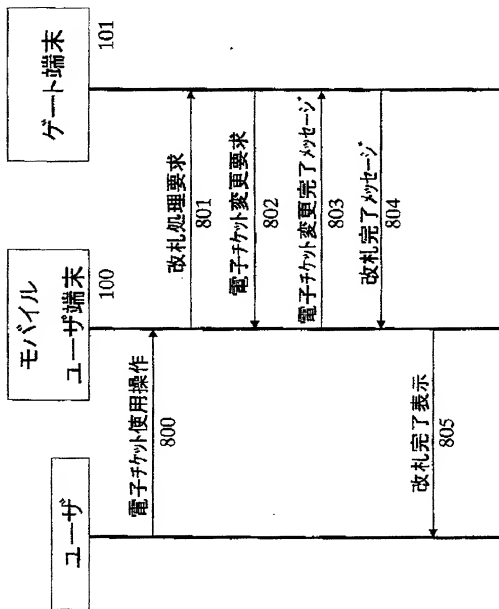 ユーザ
モバイル
ユーザ端末
100
ゲート端末
101
電子チケット使用操作
800
改札処理要求
801
電子チケット変更要求
802
電子チケット変更完了メッセージ
803
改札完了メッセージ
804
改札完了表示
805